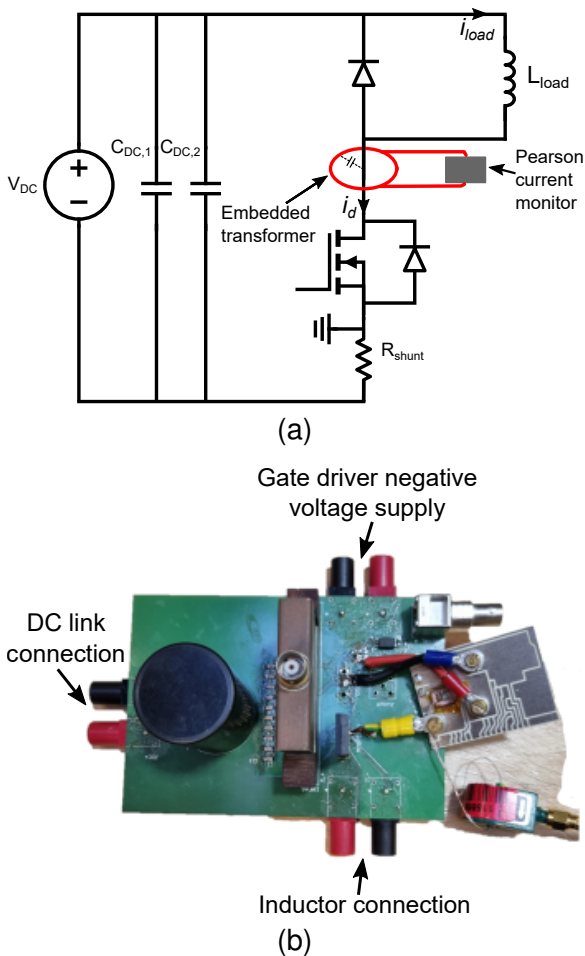 i_load
L_load
C_DC,1 C_DC,2
Pearson
current
monitor
V_DC
+
−
Embedded
transformer
i_d
R_shunt
(a)
Gate driver negative
voltage supply
DC link
connection
Inductor connection
(b)